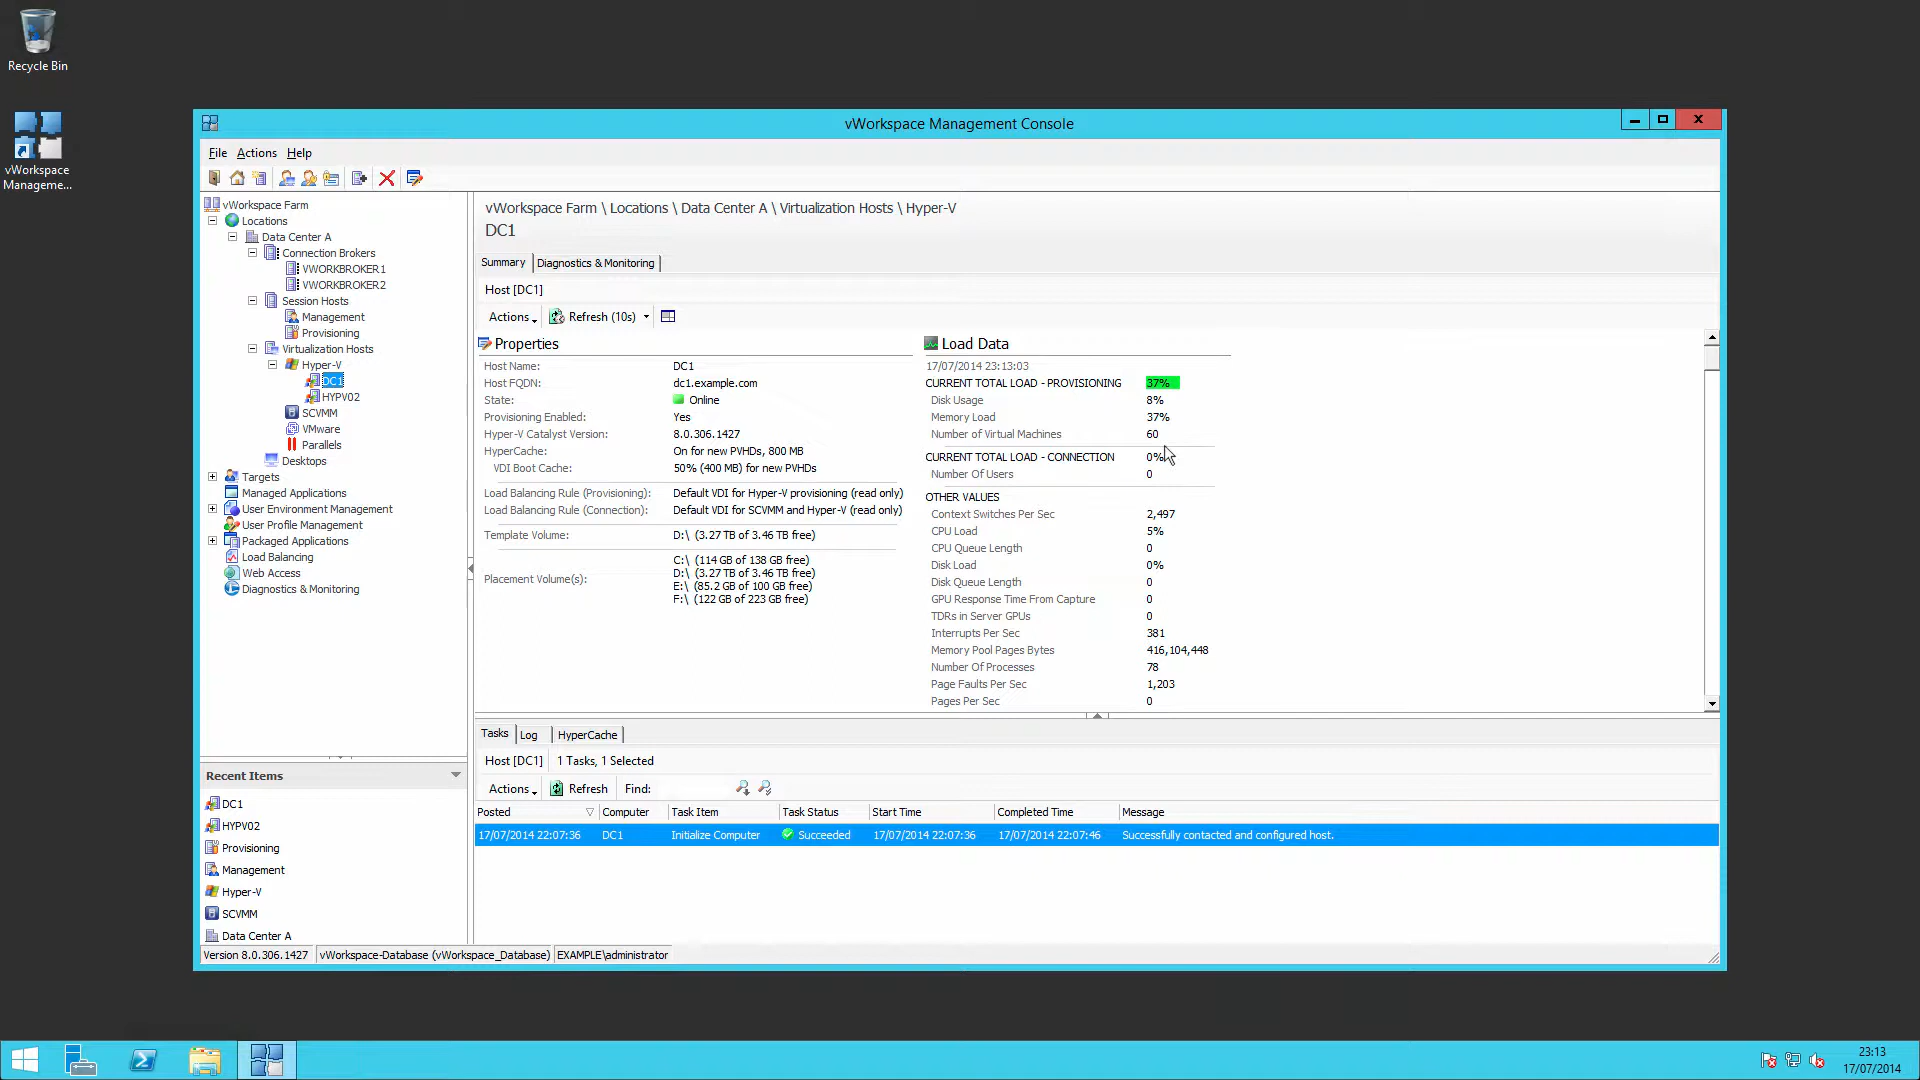 Recycle Bin
vWorkspace
Manageme...
vWorkspace Management Console
File Actions Help
vWorkspace Farm
Locations
Data Center A
Connection Brokers
VWORKBROKER1
VWORKBROKER2
Session Hosts
Management
Provisioning
Virtualization Hosts
Hyper-V
DC1
HYPV02
SCVMM
VMware
Parallels
Desktops
Targets
Managed Applications
User Environment Management
User Profile Management
Packaged Applications
Load Balancing
Web Access
Diagnostics & Monitoring
Recent Items
DC1
HYPV02
Provisioning
Management
Hyper-V
SCVMM
Data Center A
vWorkspace Farm \ Locations \ Data Center A \ Virtualization Hosts \ Hyper-V
DC1
Summary Diagnostics & Monitoring
Host [DC1]
Actions Refresh (10s)
Properties
Host Name: DC1
Host FQDN: dc1.example.com
State: Online
Provisioning Enabled: Yes
Hyper-V Catalyst Version: 8.0.306.1427
HyperCache: On for new PVHDs, 800 MB
VDI Boot Cache: 50% (400 MB) for new PVHDs
Load Balancing Rule (Provisioning): Default VDI for Hyper-V provisioning (read only)
Load Balancing Rule (Connection): Default VDI for SCVMM and Hyper-V (read only)
Template Volume: D:\ (3.27 TB of 3.46 TB free)
Placement Volume(s):
C:\ (114 GB of 138 GB free)
D:\ (3.27 TB of 3.46 TB free)
E:\ (85.2 GB of 100 GB free)
F:\ (122 GB of 223 GB free)
Load Data
17/07/2014 23:13:03
CURRENT TOTAL LOAD - PROVISIONING 37%
Disk Usage 8%
Memory Load 37%
Number of Virtual Machines 60
CURRENT TOTAL LOAD - CONNECTION 0%
Number Of Users 0
OTHER VALUES
Context Switches Per Sec 2,497
CPU Load 5%
CPU Queue Length 0
Disk Load 0%
Disk Queue Length 0
GPU Response Time From Capture 0
TDRs in Server GPUs 0
Interrupts Per Sec 381
Memory Pool Pages Bytes 416,104,448
Number Of Processes 78
Page Faults Per Sec 1,203
Pages Per Sec 0
Tasks Log HyperCache
Host [DC1] 1 Tasks, 1 Selected
Actions Refresh Find:
Posted Computer Task Item Task Status Start Time Completed Time Message
17/07/2014 22:07:36 DC1 Initialize Computer Succeeded 17/07/2014 22:07:36 17/07/2014 22:07:46 Successfully contacted and configured host.
Version 8.0.306.1427 vWorkspace-Database (vWorkspace_Database) EXAMPLE\administrator
23:13
17/07/2014